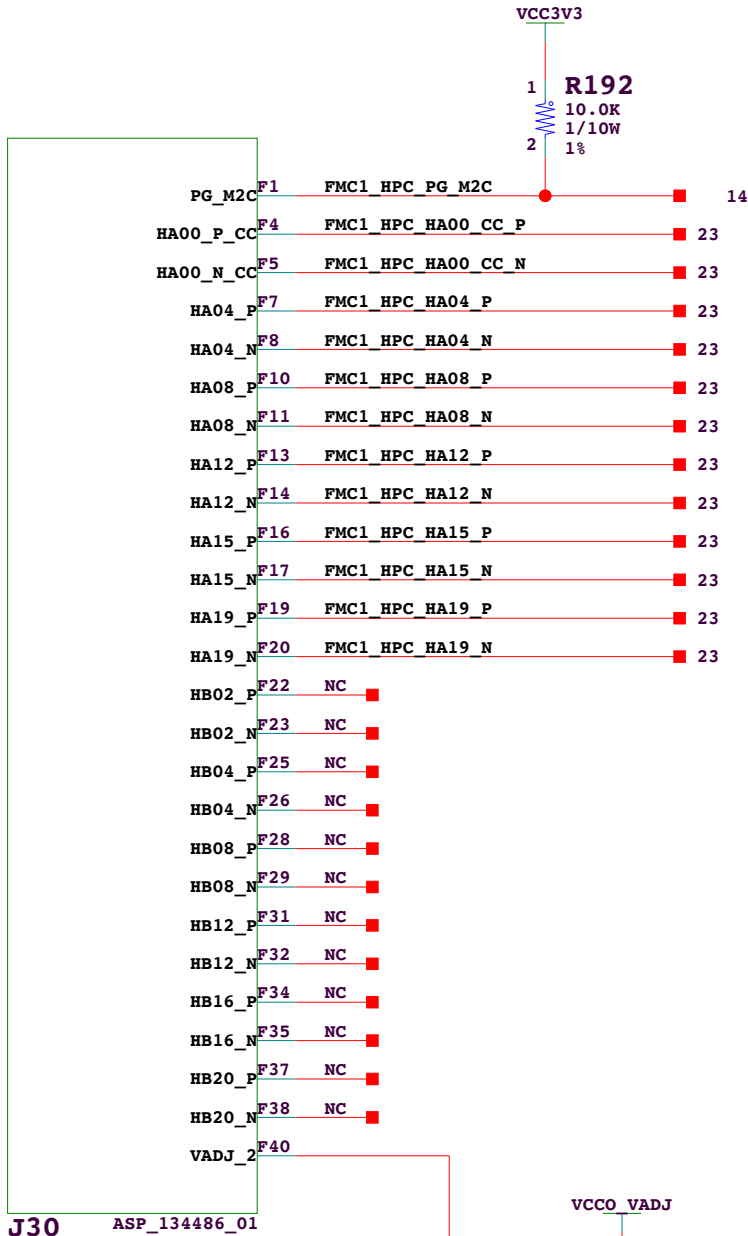 VCC3V3
1 R192
10.0K
1/10W
2 1%
PG_M2C F1 FMC1_HPC_PG_M2C 14
HA00_P_CC F4 FMC1_HPC_HA00_CC_P 23
HA00_N_CC F5 FMC1_HPC_HA00_CC_N 23
HA04_P F7 FMC1_HPC_HA04_P 23
HA04_N F8 FMC1_HPC_HA04_N 23
HA08_P F10 FMC1_HPC_HA08_P 23
HA08_N F11 FMC1_HPC_HA08_N 23
HA12_P F13 FMC1_HPC_HA12_P 23
HA12_N F14 FMC1_HPC_HA12_N 23
HA15_P F16 FMC1_HPC_HA15_P 23
HA15_N F17 FMC1_HPC_HA15_N 23
HA19_P F19 FMC1_HPC_HA19_P 23
HA19_N F20 FMC1_HPC_HA19_N 23
HB02_P F22 NC
HB02_N F23 NC
HB04_P F25 NC
HB04_N F26 NC
HB08_P F28 NC
HB08_N F29 NC
HB12_P F31 NC
HB12_N F32 NC
HB16_P F34 NC
HB16_N F35 NC
HB20_P F37 NC
HB20_N F38 NC
VADJ_2 F40
VCCO_VADJ
J30 ASP_134486_01